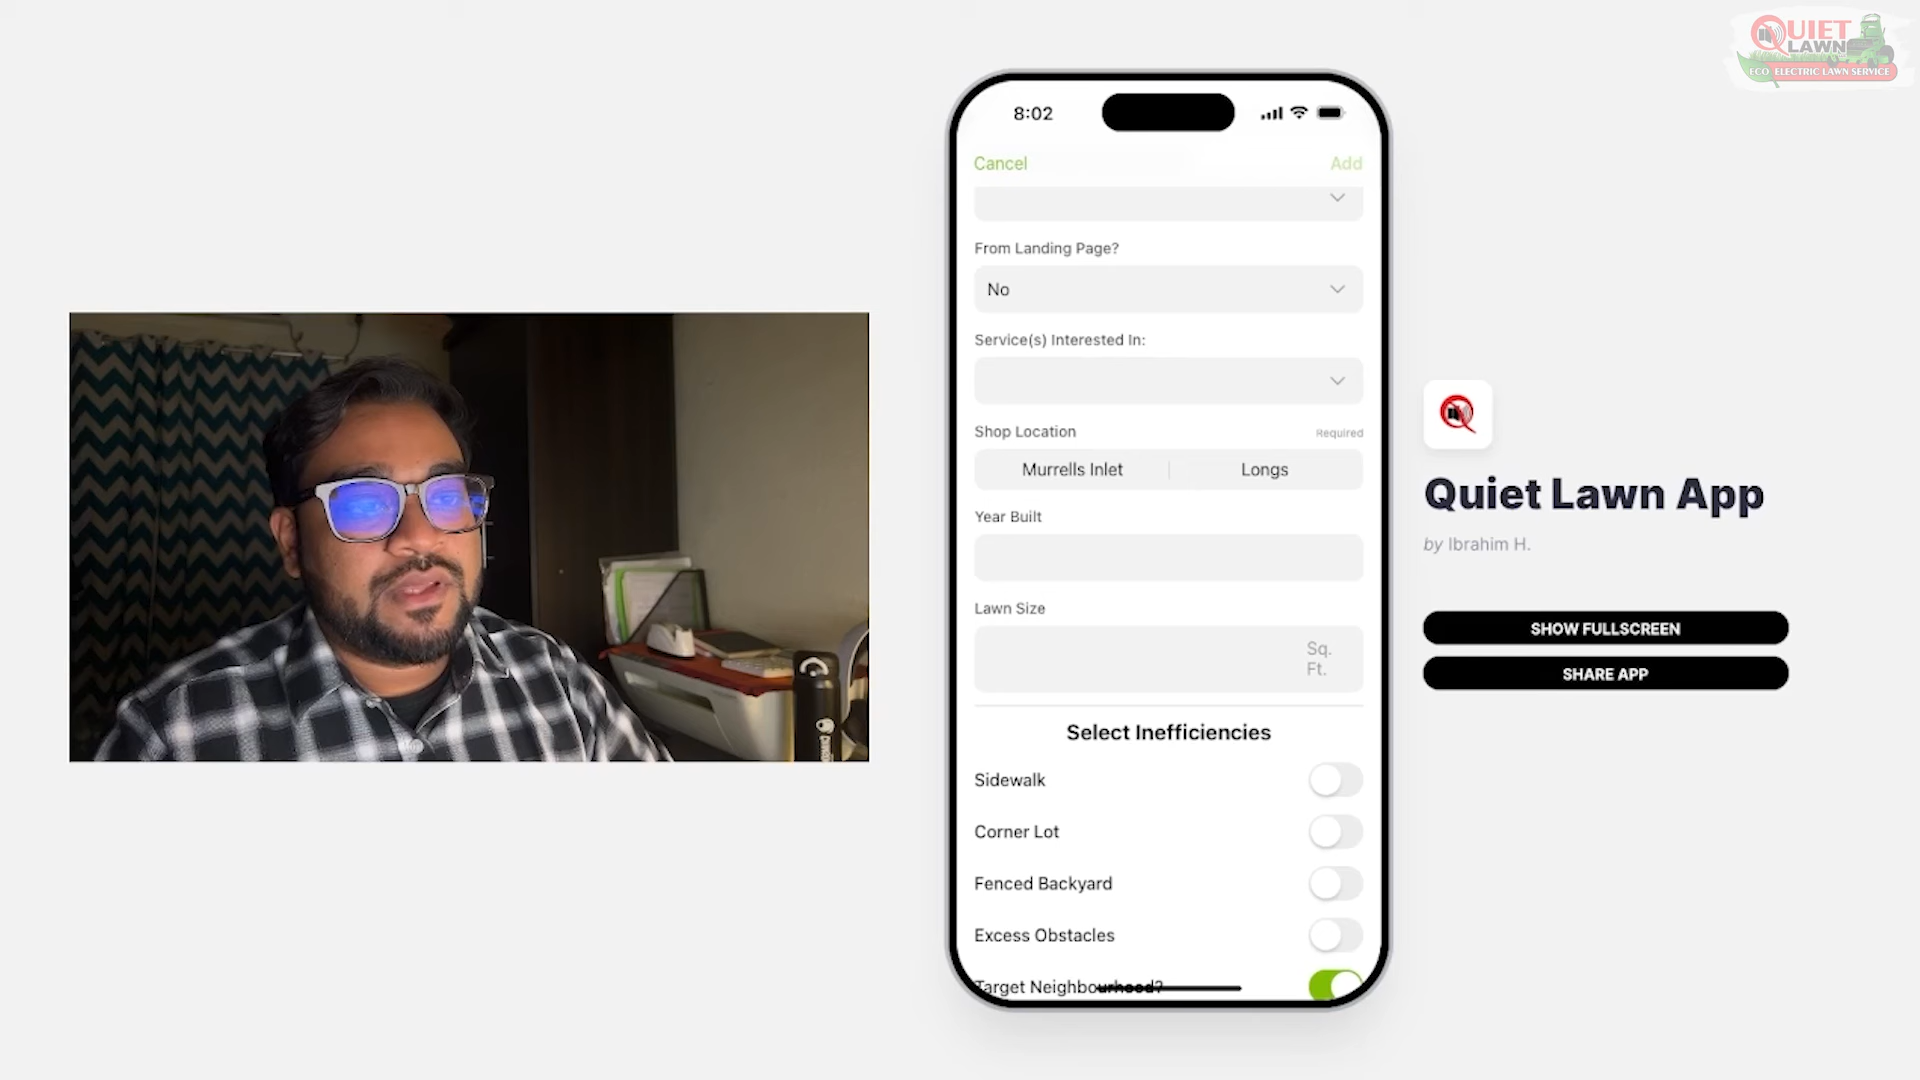 QUIET
LAWN
ECO ELECTRIC LAWN SERVICE
8:02
Cancel
Add
From Landing Page?
No
Service(s) Interested In:
Shop Location
Required
Murrells Inlet
Longs
Year Built
Lawn Size
Sq.
Ft.
Select Inefficiencies
Sidewalk
Corner Lot
Fenced Backyard
Excess Obstacles
Target Neighbourhood?
Quiet Lawn App
by Ibrahim H.
SHOW FULLSCREEN
SHARE APP